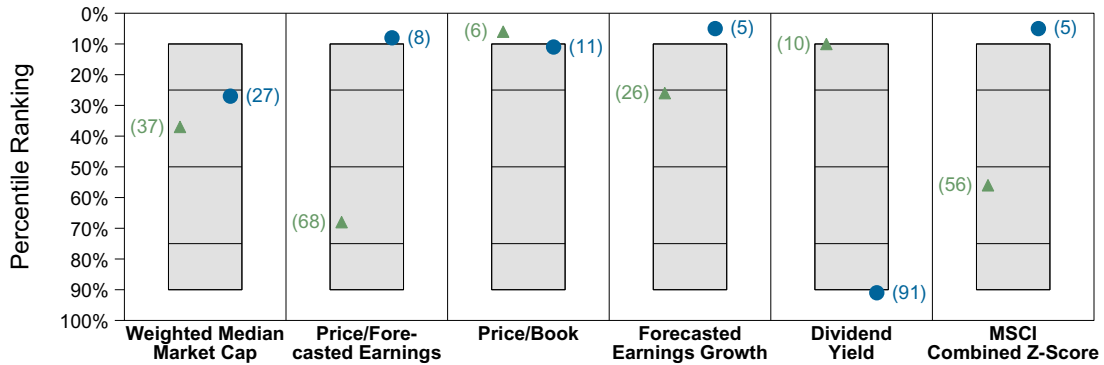 Percentile Ranking
0%
10%
20%
30%
40%
50%
60%
70%
80%
90%
100%
(37)
(27)
(68)
(8)
(6)
(11)
(26)
(5)
(10)
(91)
(56)
(5)
Weighted Median
Market Cap
Price/Fore-
casted Earnings
Price/Book
Forecasted
Earnings Growth
Dividend
Yield
MSCI
Combined Z-Score